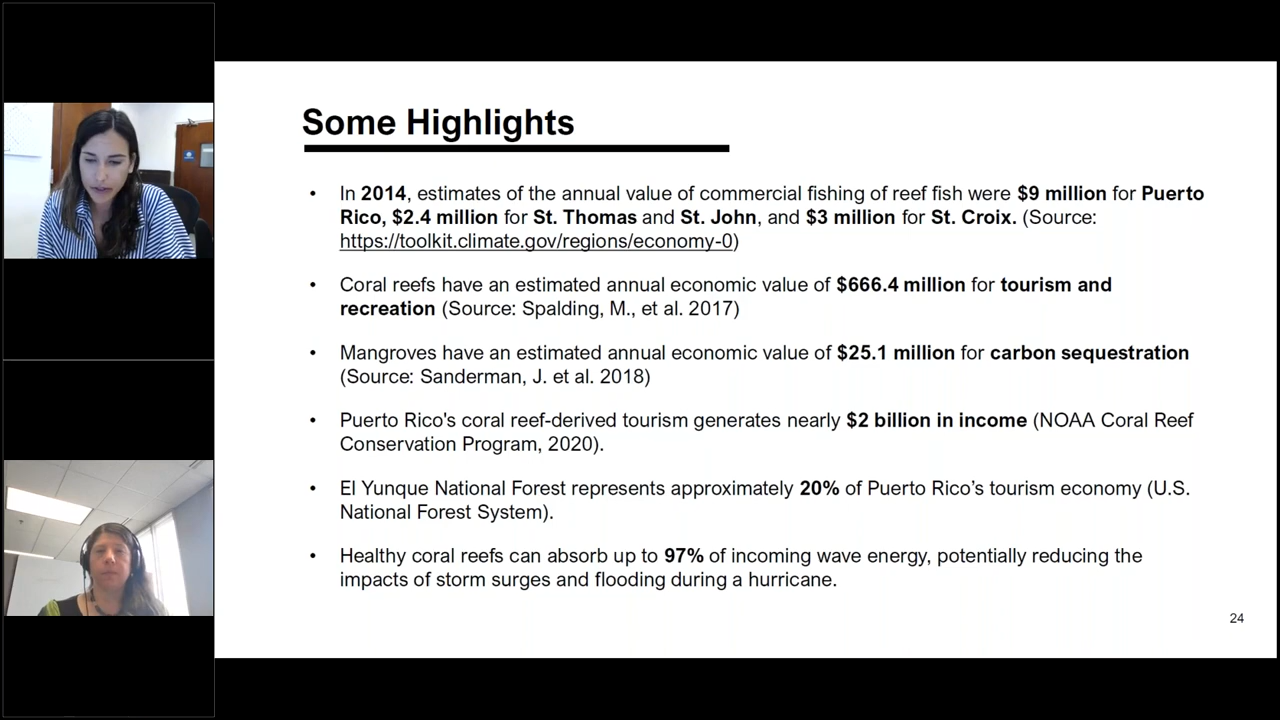 Some Highlights
• In 2014, estimates of the annual value of commercial fishing of reef fish were $9 million for Puerto
Rico, $2.4 million for St. Thomas and St. John, and $3 million for St. Croix. (Source:
https://toolkit.climate.gov/regions/economy-0)
• Coral reefs have an estimated annual economic value of $666.4 million for tourism and
recreation (Source: Spalding, M., et al. 2017)
• Mangroves have an estimated annual economic value of $25.1 million for carbon sequestration
(Source: Sanderman, J. et al. 2018)
• Puerto Rico's coral reef-derived tourism generates nearly $2 billion in income (NOAA Coral Reef
Conservation Program, 2020).
• El Yunque National Forest represents approximately 20% of Puerto Rico’s tourism economy (U.S.
National Forest System).
• Healthy coral reefs can absorb up to 97% of incoming wave energy, potentially reducing the
impacts of storm surges and flooding during a hurricane.
24